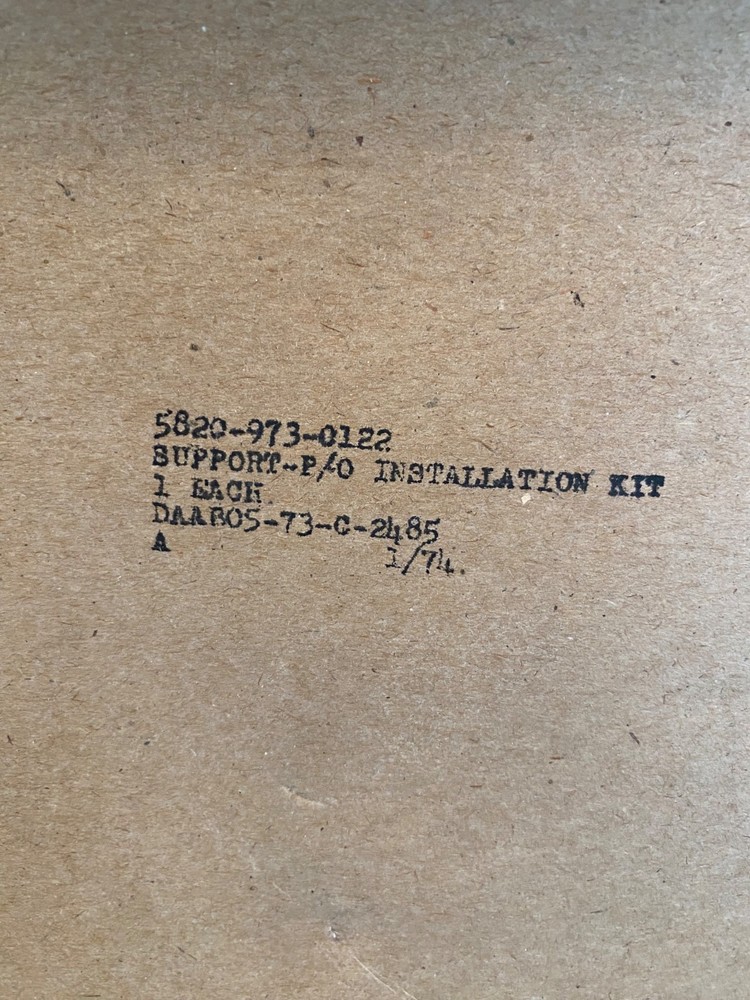 5820-973-0122
SUPPORT-P/O INSTALLATION KIT
1 EACH.
DAAB05-73-C-2485
A 1/74.